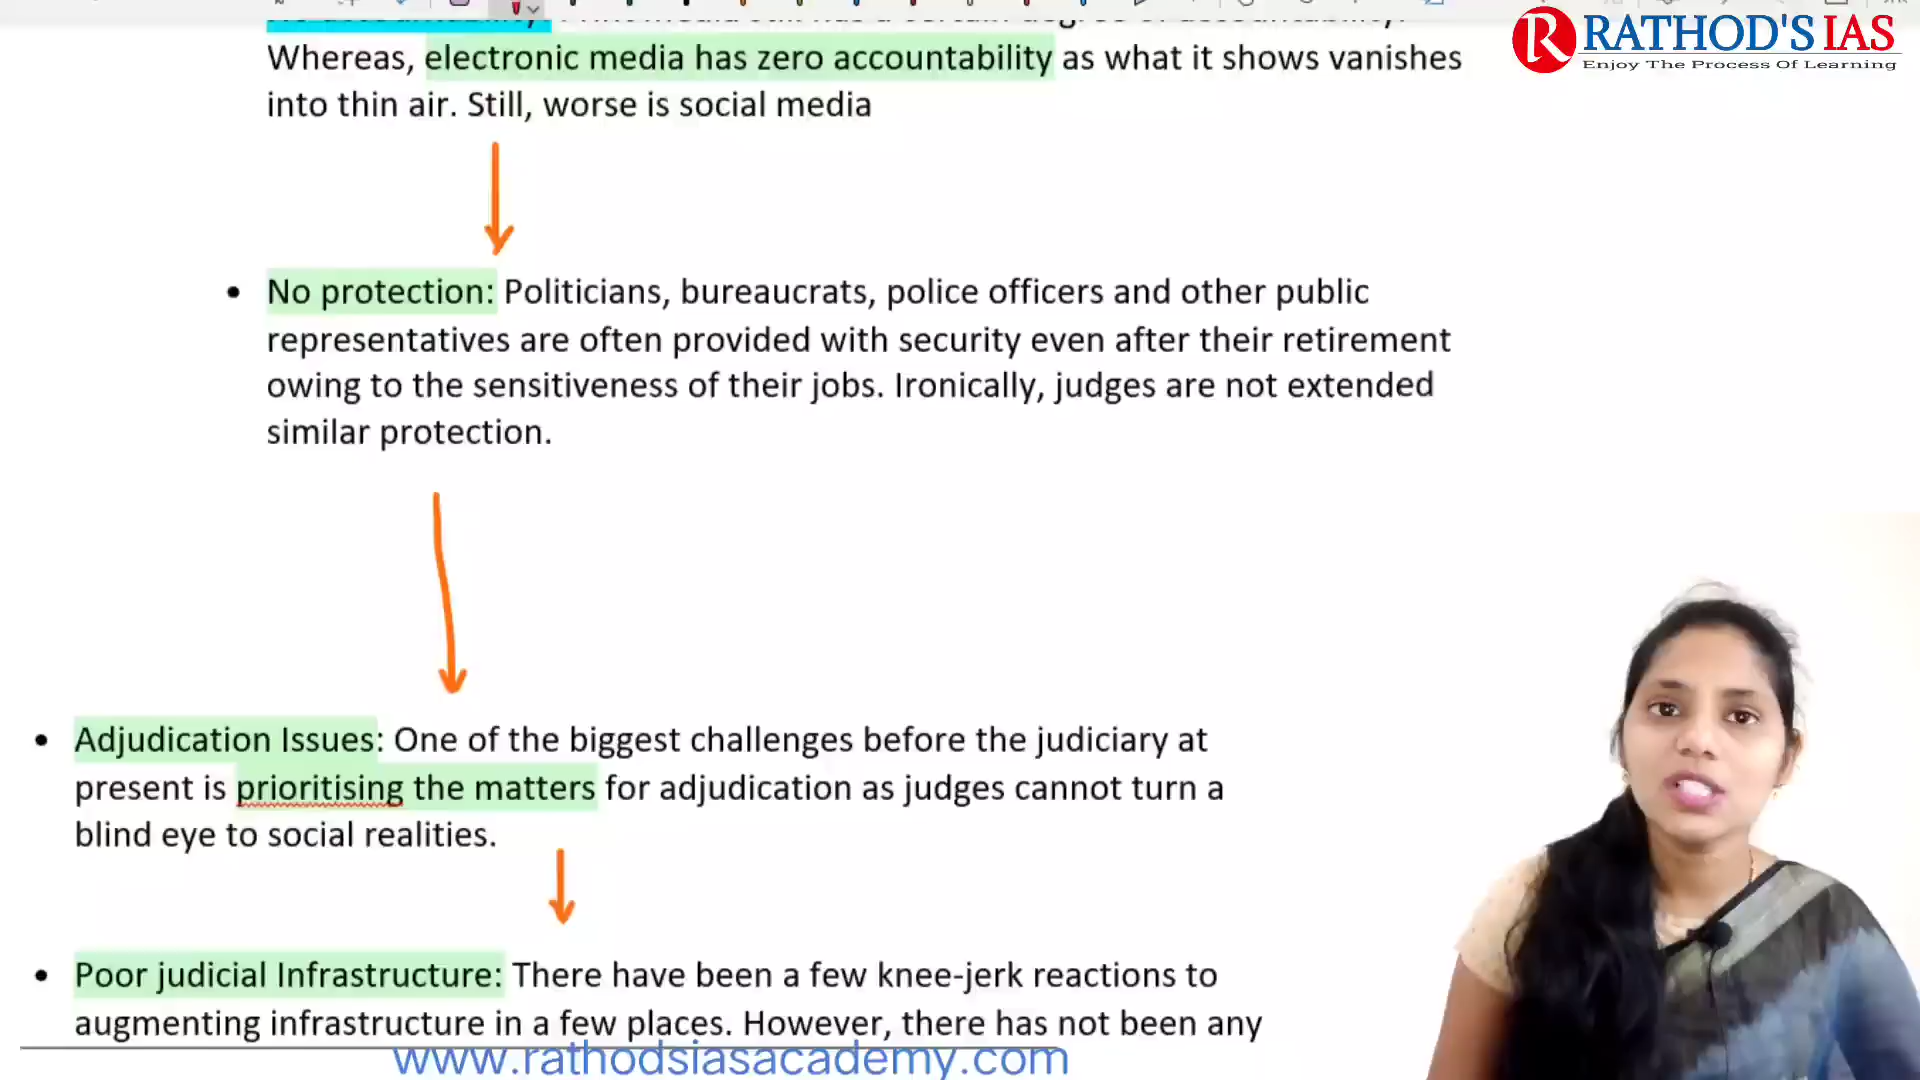 RATHOD'S IAS
Enjoy The Process Of Learning
Whereas, electronic media has zero accountability as what it shows vanishes
into thin air. Still, worse is social media
• No protection: Politicians, bureaucrats, police officers and other public
representatives are often provided with security even after their retirement
owing to the sensitiveness of their jobs. Ironically, judges are not extended
similar protection.
• Adjudication Issues: One of the biggest challenges before the judiciary at
present is prioritising the matters for adjudication as judges cannot turn a
blind eye to social realities.
• Poor judicial Infrastructure: There have been a few knee-jerk reactions to
augmenting infrastructure in a few places. However, there has not been any
www.rathodsiasacademy.com